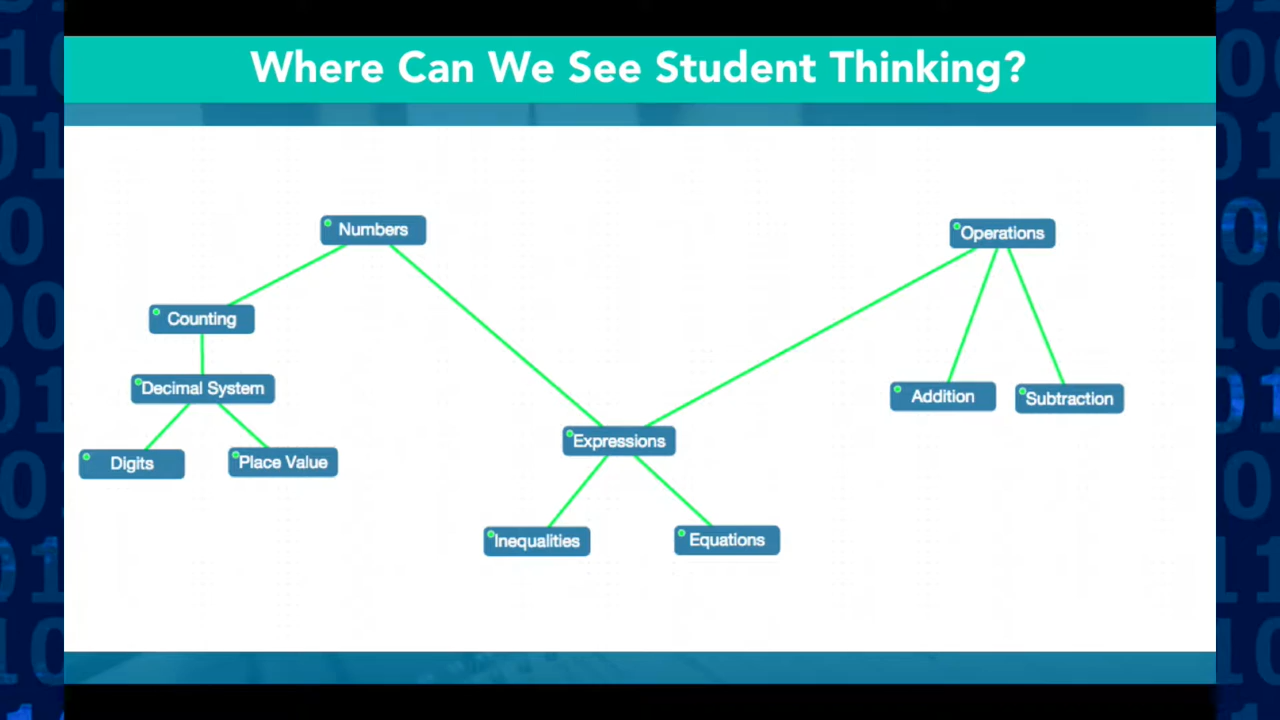 Where Can We See Student Thinking?
Numbers
Operations
Counting
Decimal System
Addition
Subtraction
Expressions
Digits
Place Value
Inequalities
Equations